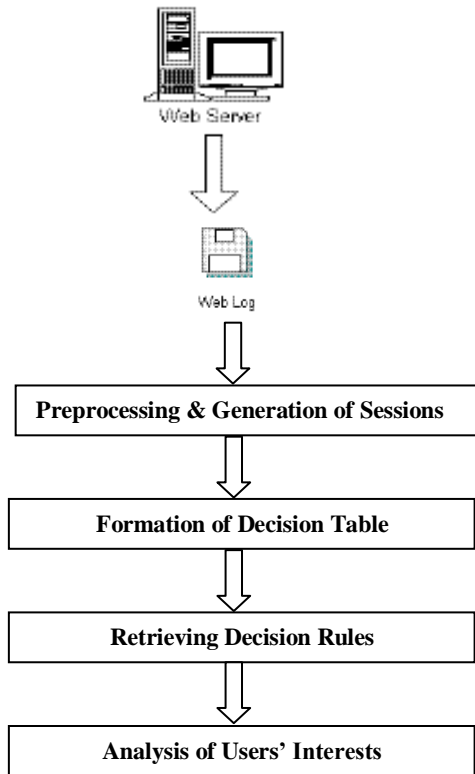 Web Server
Web Log
Preprocessing & Generation of Sessions
Formation of Decision Table
Retrieving Decision Rules
Analysis of Users’ Interests